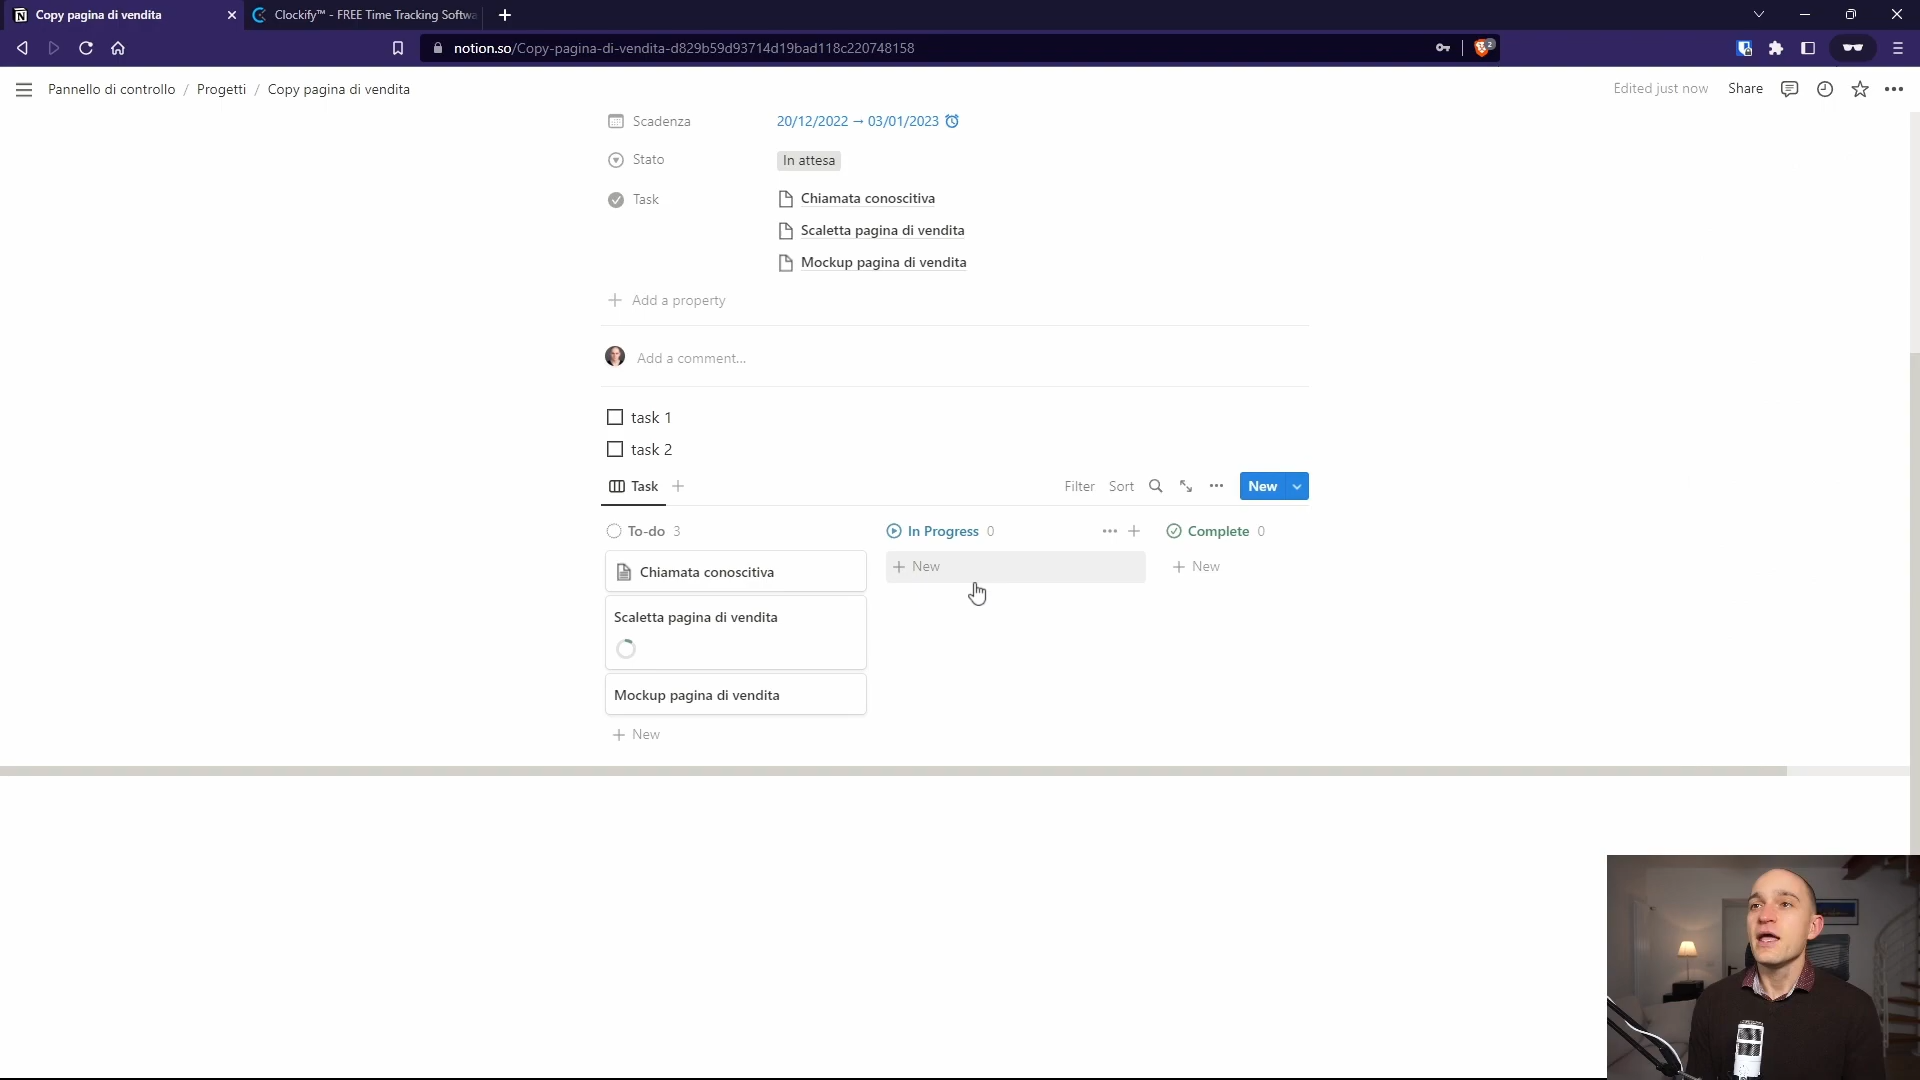 Copy pagina di vendita
Clockify™ - FREE Time Tracking Softwa
notion.so/Copy-pagina-di-vendita-d829b59d93714d19bad118c220748158
2
Pannello di controllo / Progetti / Copy pagina di vendita
Edited just now
Share
Scadenza
20/12/2022 → 03/01/2023
Stato
In attesa
Task
Chiamata conoscitiva
Scaletta pagina di vendita
Mockup pagina di vendita
Add a property
Add a comment...
task 1
task 2
Task
Filter
Sort
New
To-do 3
In Progress 0
Complete 0
Chiamata conoscitiva
New
New
Scaletta pagina di vendita
Mockup pagina di vendita
New